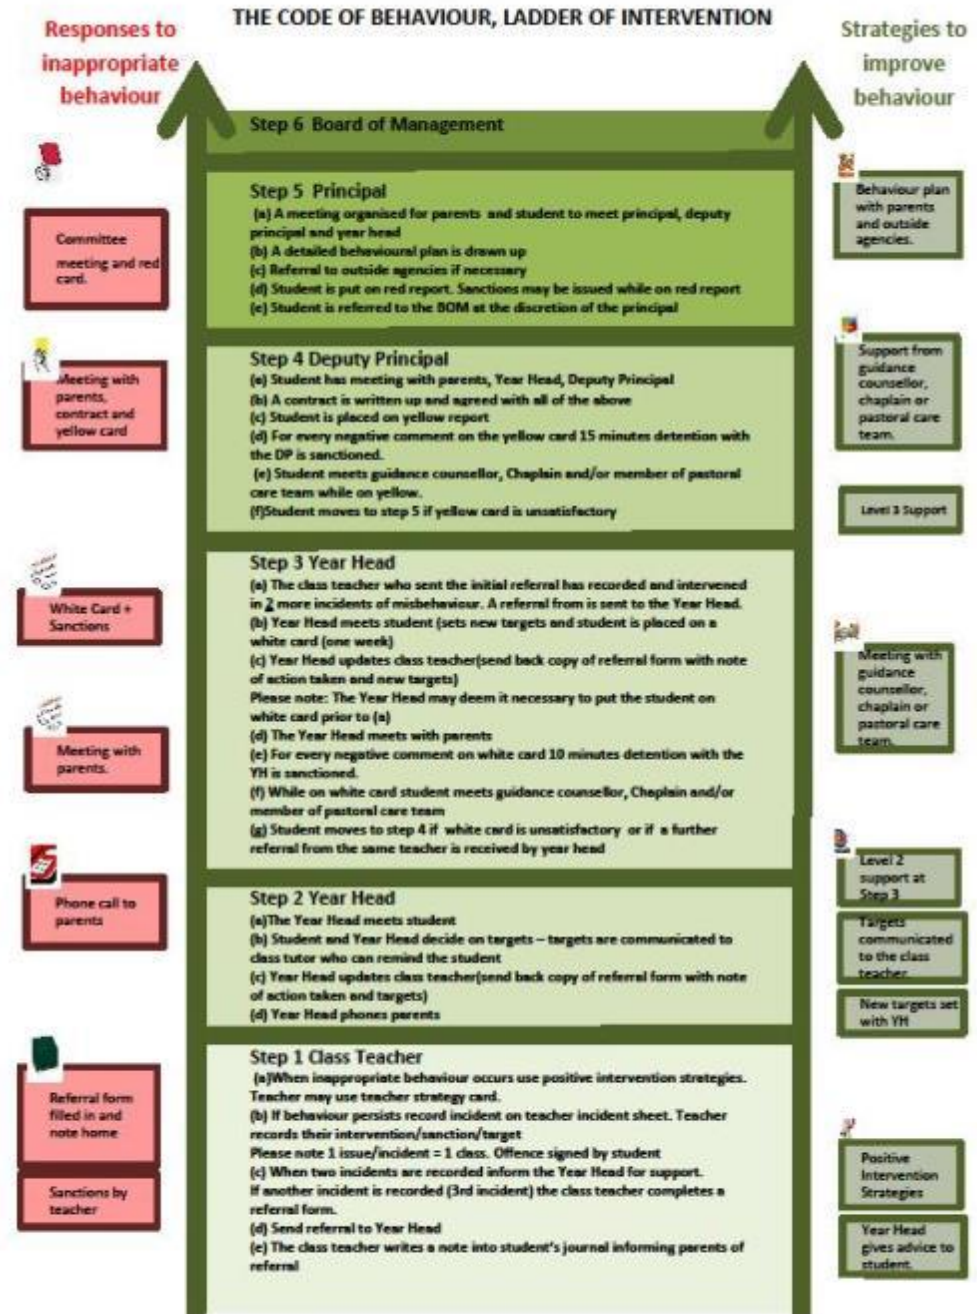 THE CODE OF BEHAVIOUR, LADDER OF INTERVENTION
Responses to
inappropriate
behaviour
Committee
meeting and red
card.
Meeting with
parents,
contract and
yellow card
White Card +
Sanctions
Meeting with
parents.
Phone call to
parents
Referral form
filled in and
note home
Sanctions by
teacher
Step 6 Board of Management
Step 5 Principal
(a) A meeting organised for parents and student to meet principal, deputy
principal and year head
(b) A detailed behavioural plan is drawn up
(c) Referral to outside agencies if necessary
(d) Student is put on red report. Sanctions may be issued while on red report
(e) Student is referred to the BOM at the discretion of the principal
Step 4 Deputy Principal
(a) Student has meeting with parents, Year Head, Deputy Principal
(b) A contract is written up and agreed with all of the above
(c) Student is placed on yellow report
(d) For every negative comment on the yellow card 15 minutes detention with
the DP is sanctioned.
(e) Student meets guidance counsellor, Chaplain and/or member of pastoral
care team while on yellow.
(f)Student moves to step 5 if yellow card is unsatisfactory
Step 3 Year Head
(a) The class teacher who sent the initial referral has recorded and intervened
in 2 more incidents of misbehaviour. A referral from is sent to the Year Head.
(b) Year Head meets student (sets new targets and student is placed on a
white card (one week)
(c) Year Head updates class teacher(send back copy of referral form with note
of action taken and new targets)
Please note: The Year Head may deem it necessary to put the student on
white card prior to (a)
(d) The Year Head meets with parents
(e) For every negative comment on white card 10 minutes detention with the
YH is sanctioned.
(f) While on white card student meets guidance counsellor, Chaplain and/or
member of pastoral care team
(g) Student moves to step 4 if white card is unsatisfactory or if a further
referral from the same teacher is received by year head
Step 2 Year Head
(a)The Year Head meets student
(b) Student and Year Head decide on targets – targets are communicated to
class tutor who can remind the student
(c) Year Head updates class teacher(send back copy of referral form with note
of action taken and targets)
(d) Year Head phones parents
Step 1 Class Teacher
(a)When inappropriate behaviour occurs use positive intervention strategies.
Teacher may use teacher strategy card.
(b) If behaviour persists record incident on teacher incident sheet. Teacher
records their intervention/sanction/target
Please note 1 issue/incident = 1 class. Offence signed by student
(c) When two incidents are recorded inform the Year Head for support.
If another incident is recorded (3rd incident) the class teacher completes a
referral form.
(d) Send referral to Year Head
(e) The class teacher writes a note into student's journal informing parents of
referral
Strategies to
improve
behaviour
Behaviour plan
with parents
and outside
agencies.
Support from
guidance
counsellor,
chaplain or
pastoral care
team.
Level 3 Support
Meeting with
guidance
counsellor,
chaplain or
pastoral care
team.
Level 2
support at
Step 3
Targets
communicated
to the class
teacher
New targets set
with YH
Positive
Intervention
Strategies
Year Head
gives advice to
student.